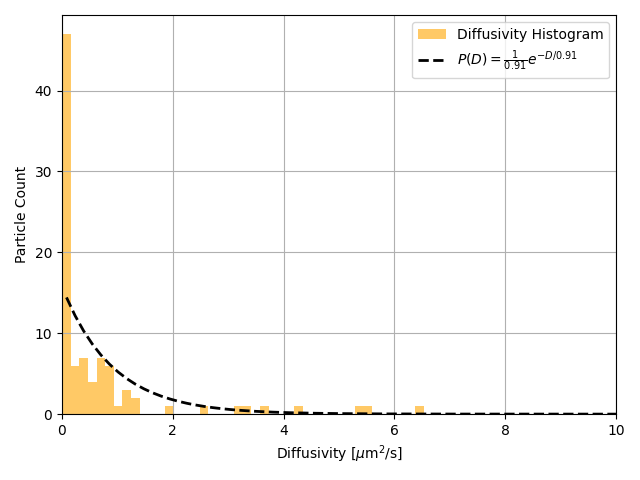 Diffusivity Histogram
P(D) = \frac{1}{0.91}e^{-D/0.91}
40
30
20
10
0
Particle Count
0 2 4 6 8 10
Diffusivity [μm²/s]